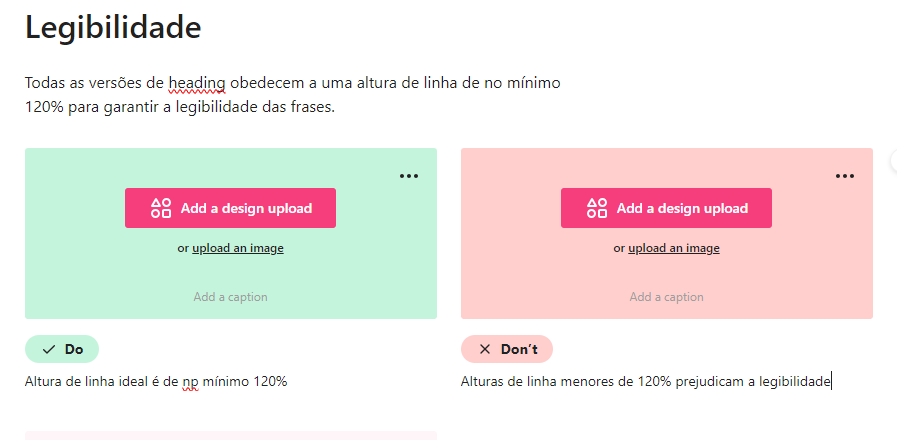 Legibilidade
Todas as versões de heading obedecem a uma altura de linha de no mínimo
120% para garantir a legibilidade das frases.
Add a design upload
or upload an image
Add a caption
Do
Altura de linha ideal é de np mínimo 120%
Add a design upload
or upload an image
Add a caption
Don't
Alturas de linha menores de 120% prejudicam a legibilidade